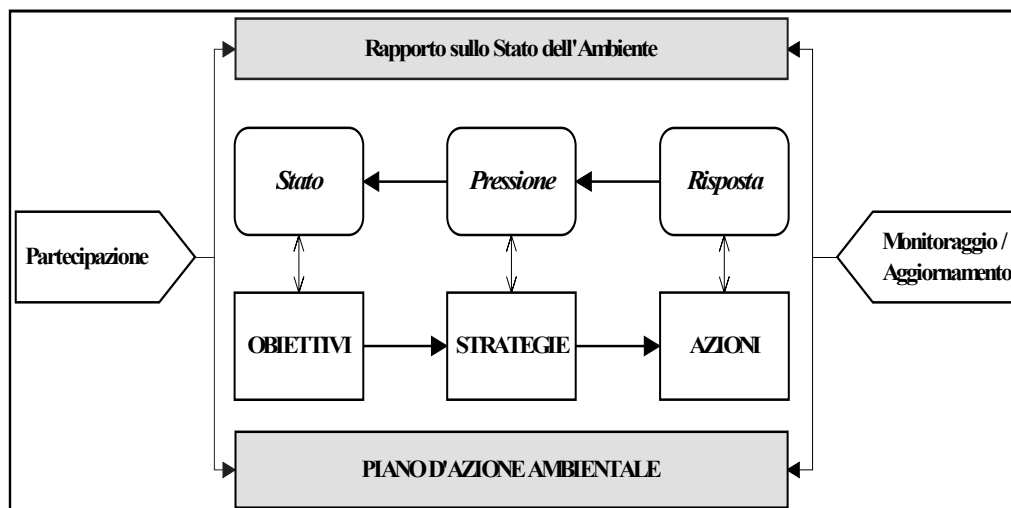 Rapporto sullo Stato dell'Ambiente
Stato
Pressione
Risposta
Partecipazione
Monitoraggio /
Aggiornamento
OBIETTIVI
STRATEGIE
AZIONI
PIANO D'AZIONE AMBIENTALE